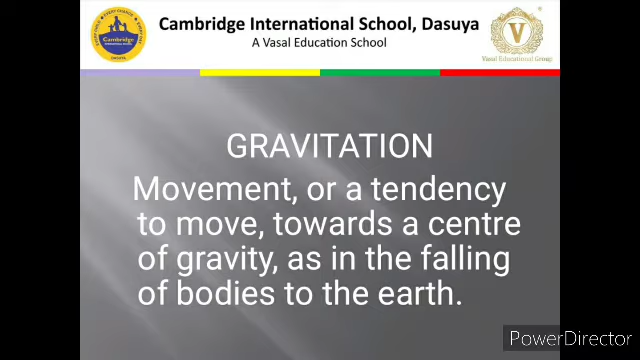 Cambridge International School, Dasuya
A Vasal Education School
Cambridge
Vasal Educational Group
GRAVITATION
Movement, or a tendency
to move, towards a centre
of gravity, as in the falling
of bodies to the earth.
PowerDirector